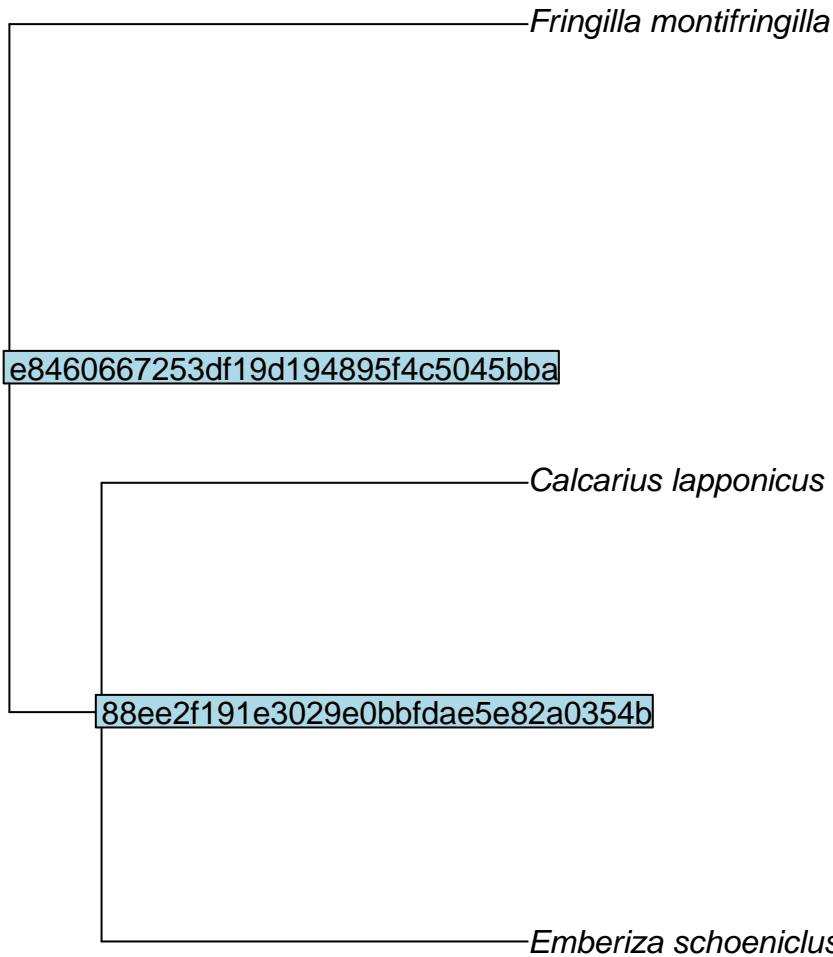 Fringilla montifringilla
e8460667253df19d194895f4c5045bba
Calcarius lapponicus
88ee2f191e3029e0bbfdae5e82a0354b
Emberiza schoeniclus